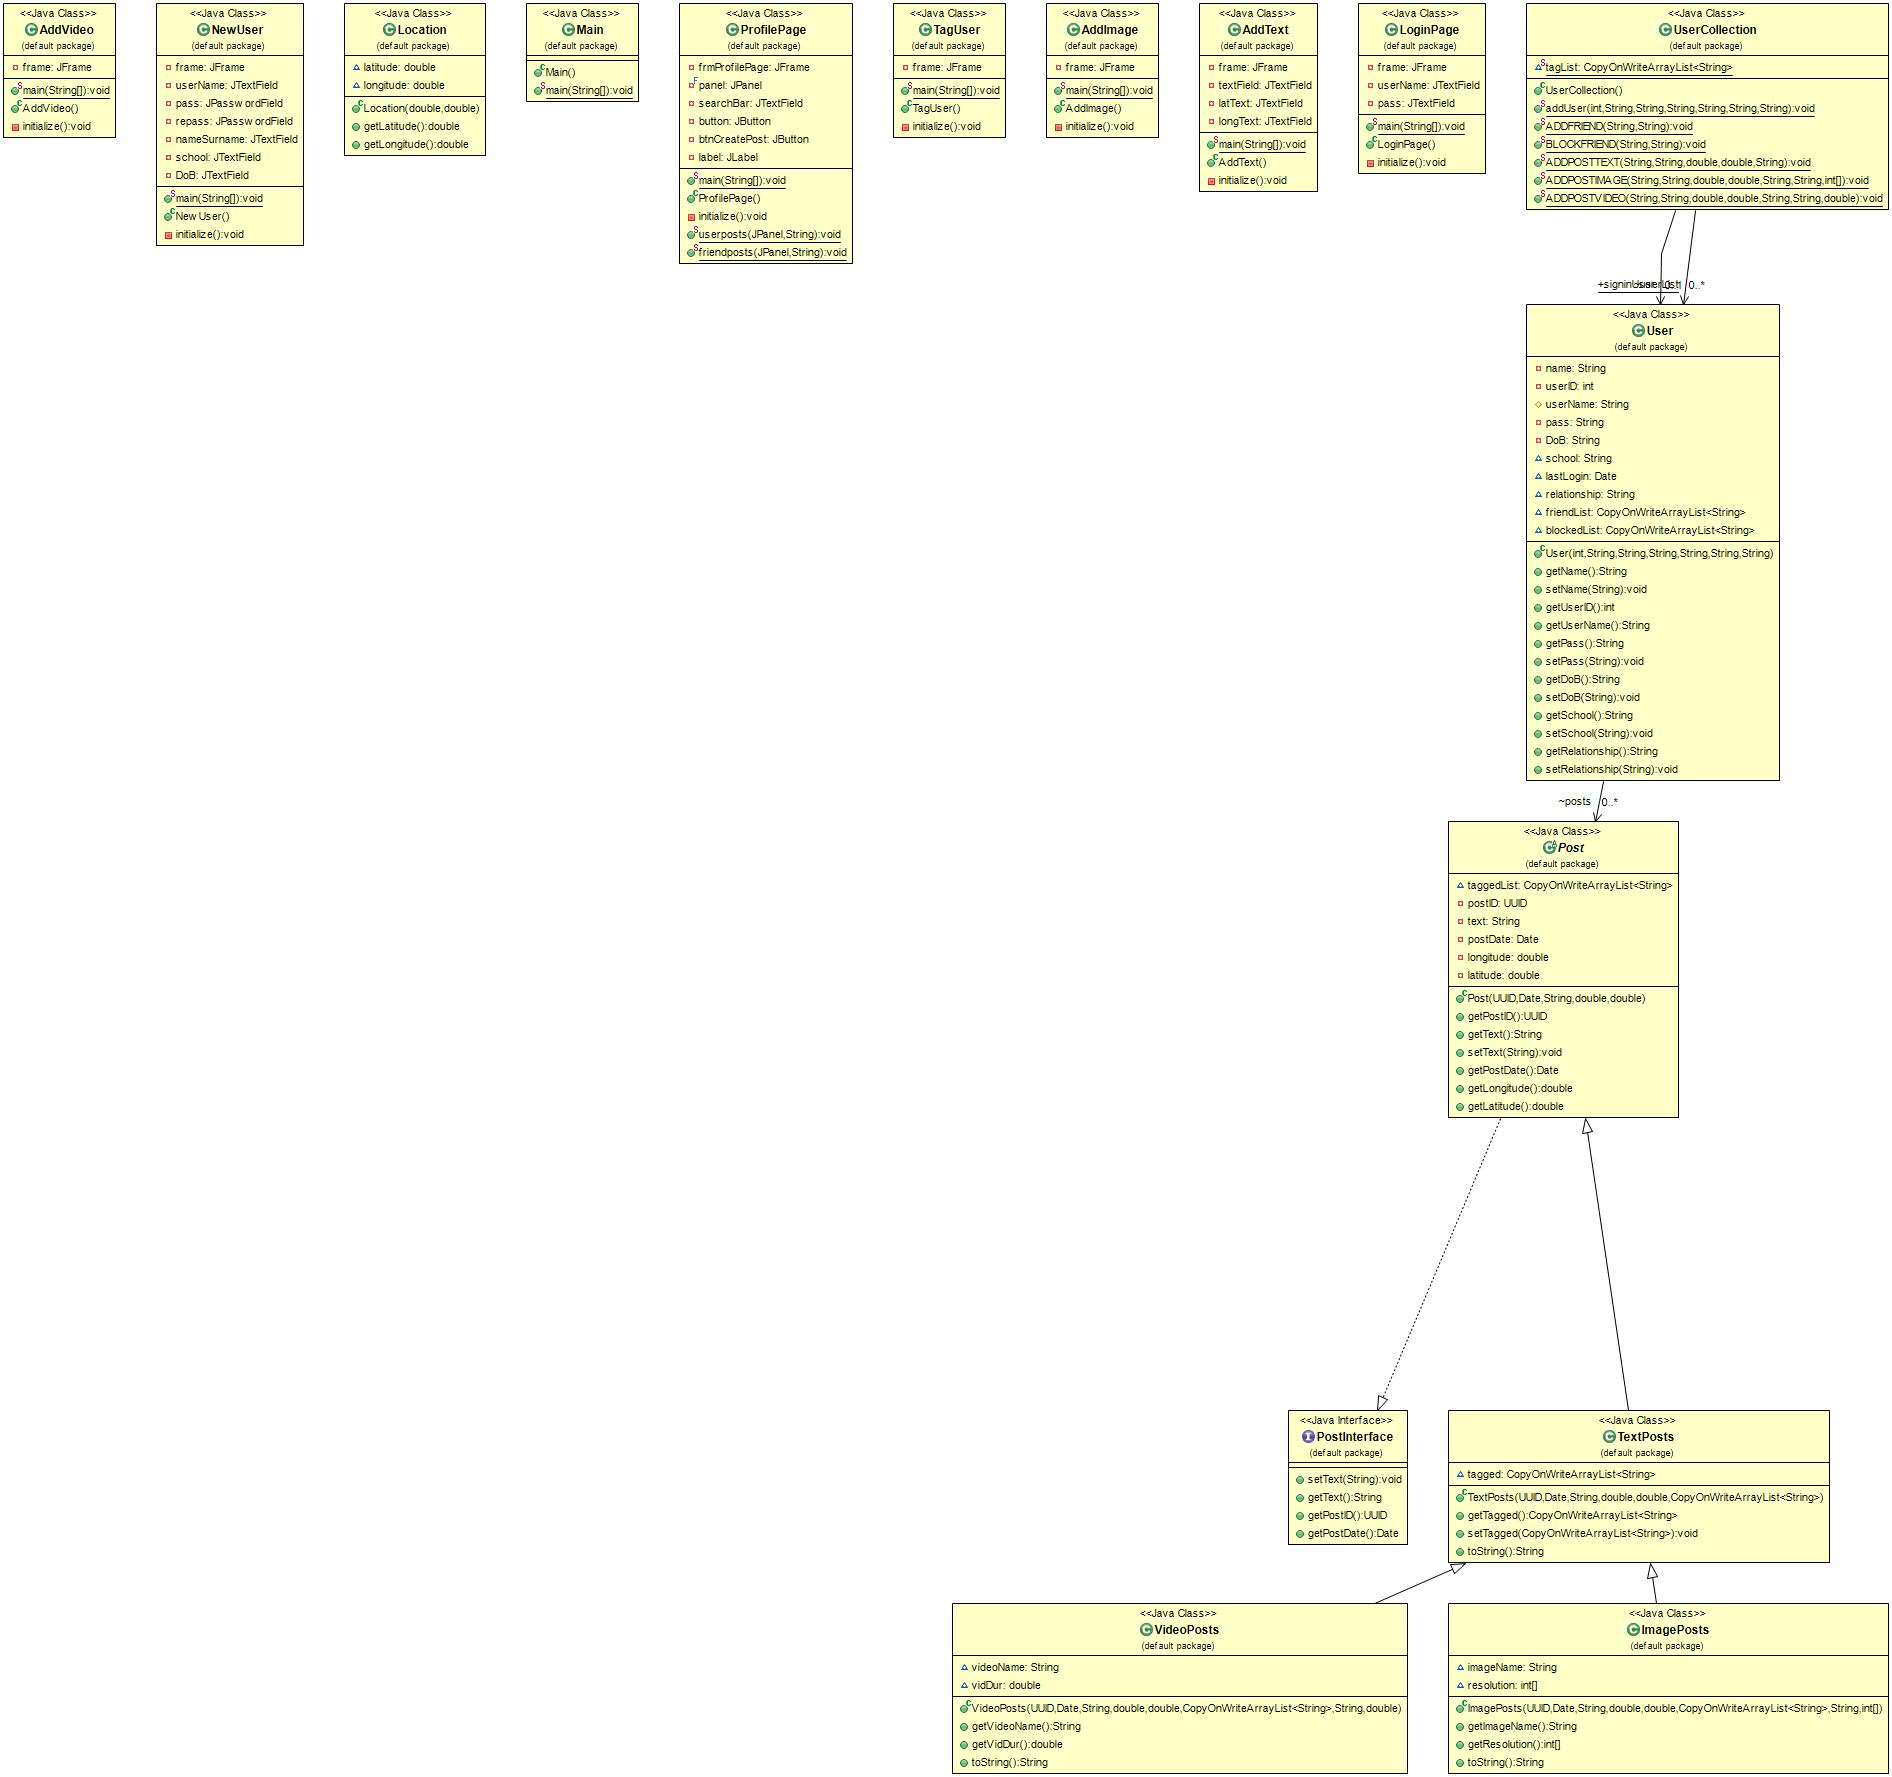 <<Java Class>>
AddVideo
(default package)
frame: JFrame
main(String[]):void
AddVideo()
initialize():void
<<Java Class>>
NewUser
(default package)
frame: JFrame
userName: JTextField
pass: JPasswordField
repass: JPasswordField
nameSurname: JTextField
school: JTextField
DoB: JTextField
main(String[]):void
NewUser()
initialize():void
<<Java Class>>
Location
(default package)
latitude: double
longitude: double
Location(double,double)
getLatitude():double
getLongitude():double
<<Java Class>>
Main
(default package)
Main()
main(String[]):void
<<Java Class>>
ProfilePage
(default package)
frmProfilePage: JFrame
panel: JPanel
searchBar: JTextField
button: JButton
btnCreatePost: JButton
label: JLabel
main(String[]):void
ProfilePage()
initialize():void
userposts(JPanel,String):void
friendposts(JPanel,String):void
<<Java Class>>
TagUser
(default package)
frame: JFrame
main(String[]):void
TagUser()
initialize():void
<<Java Class>>
AddImage
(default package)
frame: JFrame
main(String[]):void
AddImage()
initialize():void
<<Java Class>>
AddText
(default package)
frame: JFrame
textField: JTextField
latText: JTextField
longText: JTextField
main(String[]):void
AddText()
initialize():void
<<Java Class>>
LoginPage
(default package)
frame: JFrame
userName: JTextField
pass: JTextField
main(String[]):void
LoginPage()
initialize():void
<<Java Class>>
UserCollection
(default package)
tagList: CopyOnWriteArrayList<String>
UserCollection()
addUser(int,String,String,String,String,String,String):void
ADDFRIEND(String,String):void
BLOCKFRIEND(String,String):void
ADDPOSTTEXT(String,String,double,double,String):void
ADDPOSTIMAGE(String,String,double,double,String,String,int[]):void
ADDPOSTVIDEO(String,String,double,double,String,String,double):void
0..*
<<Java Class>>
User
(default package)
name: String
userID: int
userName: String
pass: String
DoB: String
school: String
lastLogin: Date
relationship: String
friendList: CopyOnWriteArrayList<String>
blockedList: CopyOnWriteArrayList<String>
User(int,String,String,String,String,String,String)
getName():String
setName(String):void
getUserID():int
getUserName():String
getPass():String
setPass(String):void
getDoB():String
setDoB(String):void
getSchool():String
setSchool(String):void
getRelationship():String
setRelationship(String):void
~posts 0..*
<<Java Class>>
Post
(default package)
taggedList: CopyOnWriteArrayList<String>
postID: UUID
text: String
postDate: Date
longitude: double
latitude: double
Post(UUID,Date,String,double,double)
getPostID():UUID
getText():String
setText(String):void
getPostDate():Date
getLongitude():double
getLatitude():double
<<Java Interface>>
PostInterface
(default package)
setText(String):void
getText():String
getPostID():UUID
getPostDate():Date
<<Java Class>>
TextPosts
(default package)
tagged: CopyOnWriteArrayList<String>
TextPosts(UUID,Date,String,double,double,CopyOnWriteArrayList<String>)
getTagged():CopyOnWriteArrayList<String>
setTagged(CopyOnWriteArrayList<String>):void
toString():String
<<Java Class>>
VideoPosts
(default package)
videoName: String
vidDur: double
VideoPosts(UUID,Date,String,double,double,CopyOnWriteArrayList<String>,String,double)
getVideoName():String
getVidDur():double
toString():String
<<Java Class>>
ImagePosts
(default package)
imageName: String
resolution: int[]
ImagePosts(UUID,Date,String,double,double,CopyOnWriteArrayList<String>,String,int[])
getImageName():String
getResolution():int[]
toString():String